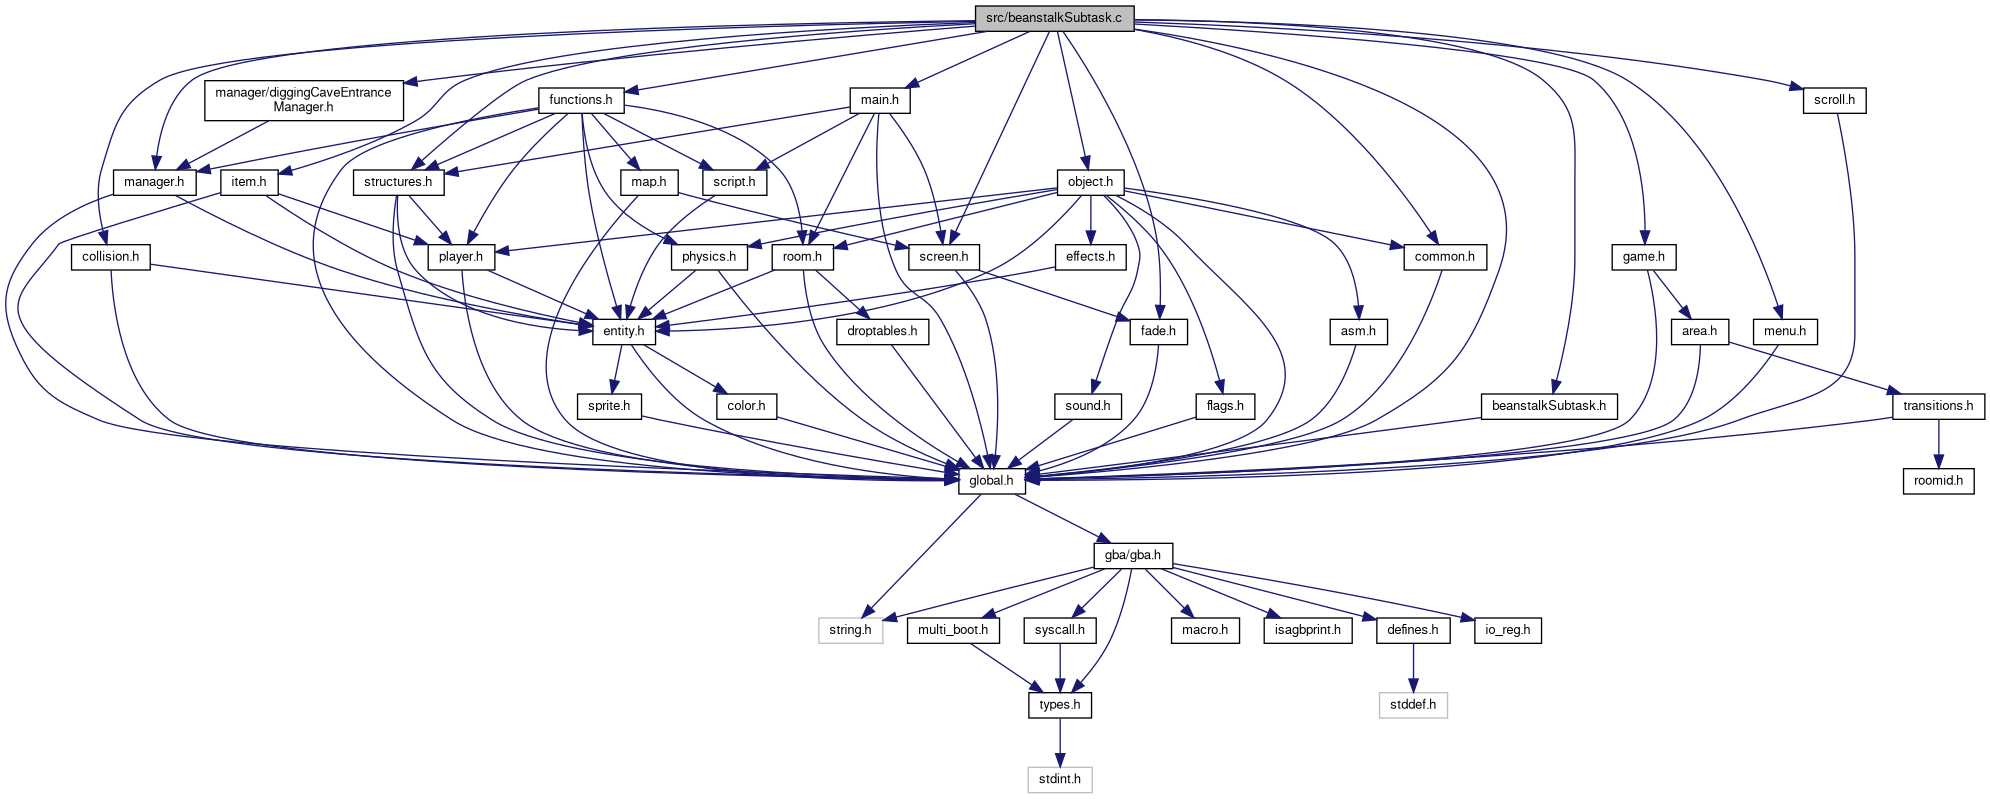 src/beanstalkSubtask.c
manager/diggingCaveEntrance
Manager.h
functions.h
main.h
scroll.h
manager.h
item.h
structures.h
map.h
script.h
object.h
collision.h
player.h
physics.h
room.h
screen.h
effects.h
common.h
game.h
entity.h
droptables.h
fade.h
asm.h
area.h
menu.h
sprite.h
color.h
sound.h
flags.h
beanstalkSubtask.h
transitions.h
global.h
roomid.h
gba/gba.h
string.h
multi_boot.h
syscall.h
macro.h
isagbprint.h
defines.h
io_reg.h
types.h
stddef.h
stdint.h